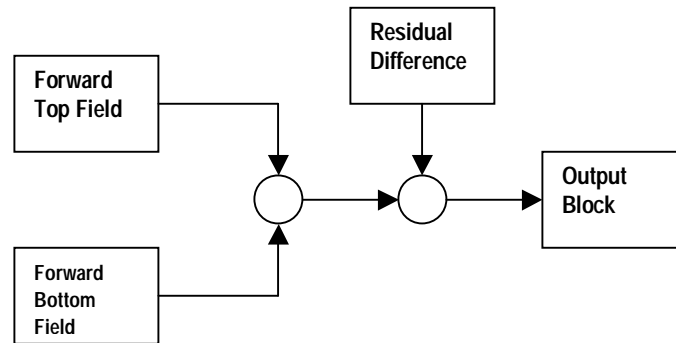 Residual
Difference
Forward
Top Field
Output
Block
Forward
Bottom
Field